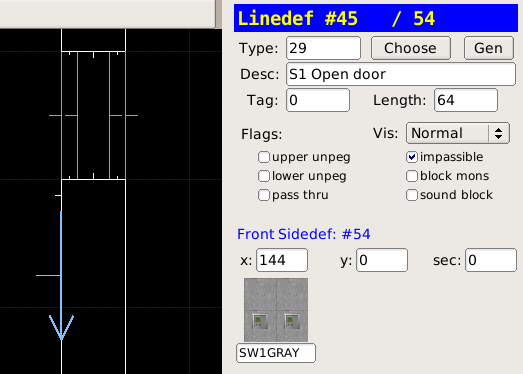 Linedef #45 / 54
Type: 29 Choose Gen
Desc: S1 Open door
Tag: 0 Length: 64
Flags: Vis: Normal
upper unpeg impassible
lower unpeg block mons
pass thru sound block
Front Sidedef: #54
x: 144 y: 0 sec: 0
SW1GRAY